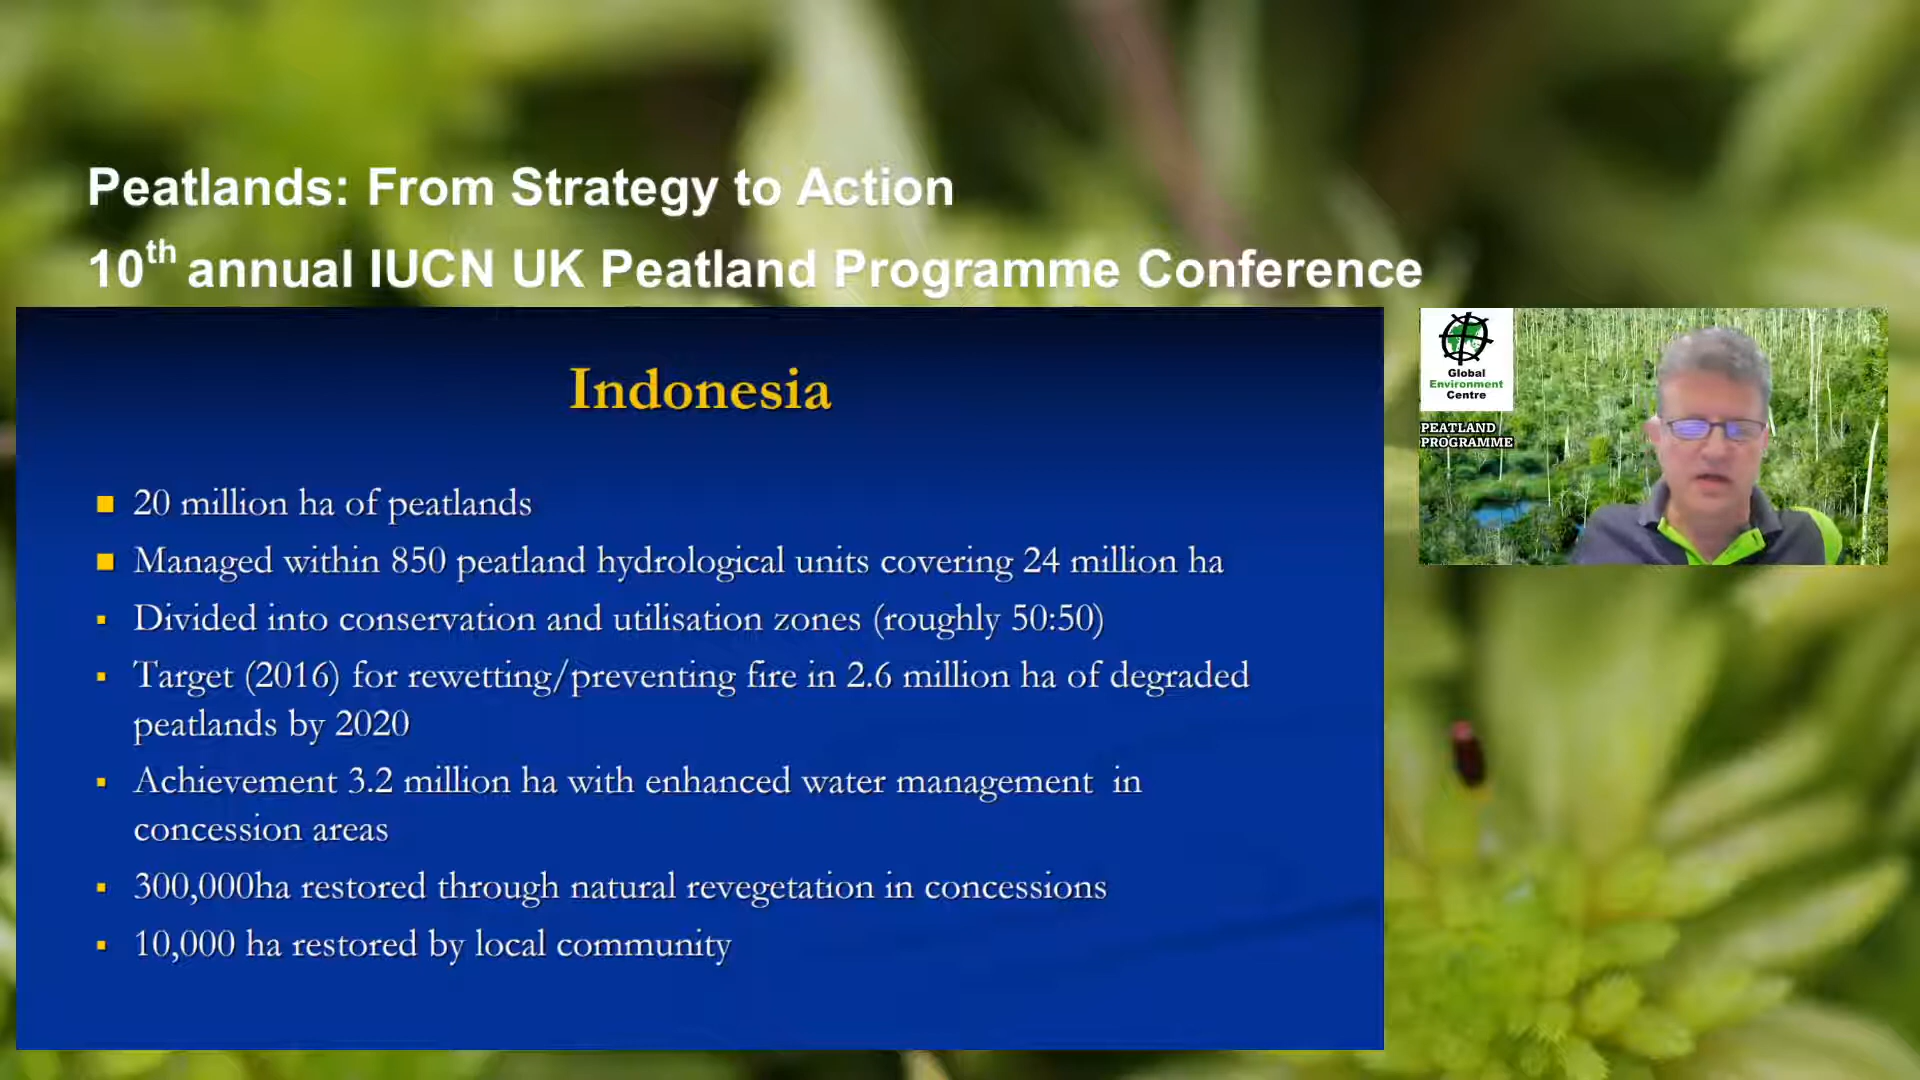 Peatlands: From Strategy to Action
10th annual IUCN UK Peatland Programme Conference
Indonesia
20 million ha of peatlands
Managed within 850 peatland hydrological units covering 24 million ha
Divided into conservation and utilisation zones (roughly 50:50)
Target (2016) for rewetting/preventing fire in 2.6 million ha of degraded
peatlands by 2020
Achievement 3.2 million ha with enhanced water management  in
concession areas
300,000ha restored through natural revegetation in concessions
10,000 ha restored by local community
Global
Environment
Centre
PEATLAND
PROGRAMME